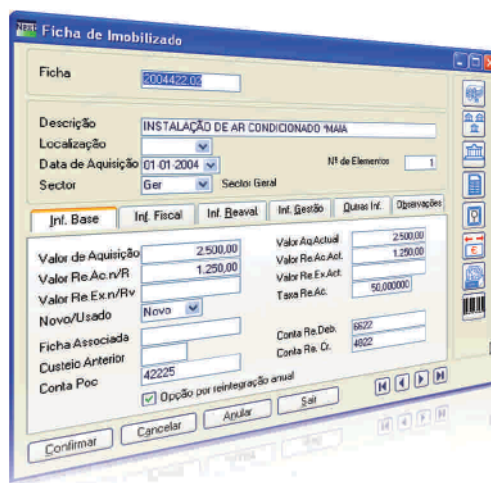 Ficha de Imobilizado
Ficha 2004422.02
Descrição INSTALAÇÃO DE AR CONDICIONADO *MAIA
Localização
Data de Aquisição 01-01-2004 Nº de Elementos 1
Sector Ger Sector Geral
Inf. Base Inf. Fiscal Inf. Reaval Inf. Gestão Outras Inf. Observações
Valor de Aquisição 2.500,00 Valor Aq.Actual 2.500,00
Valor Re.Ac.n/R 1.250,00 Valor Re.Ac.Act. 1.250,00
Valor Re.Ex.n/Rv Valor Re.Ex.Act.
Novo/Usado Novo Taxa Re.Ac. 50,000000
Ficha Associada Conta Re.Deb. 6622
Custeio Anterior Conta Re. Cr. 4822
Conta Poc 42225
Opção por reintegração anual
Confirmar Cancelar Anular Sair